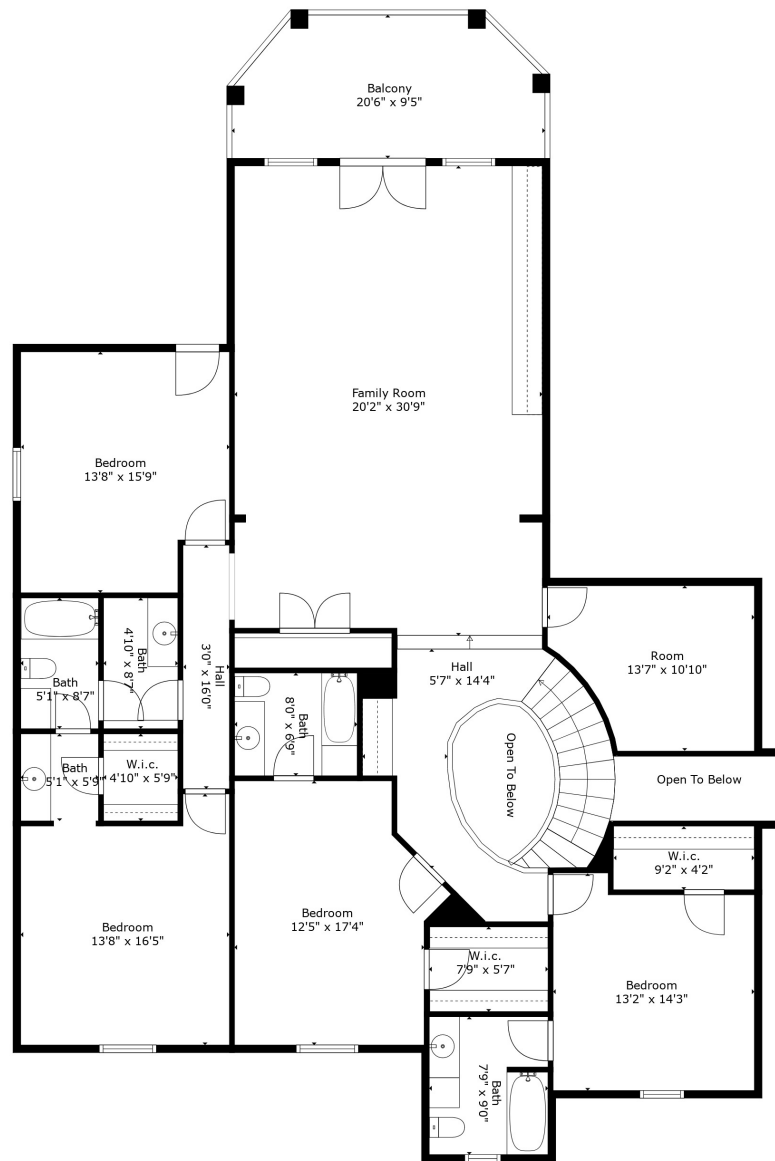 Balcony
20'6" x 9'5"
Family Room
20'2" x 30'9"
Bedroom
13'8" x 15'9"
Bath
4'10" x 8'7"
Bath
5'1" x 8'7"
Hall
3'0" x 16'0"
Hall
5'7" x 14'4"
Room
13'7" x 10'10"
Bath
8'0" x 6'9"
Open To Below
Open To Below
Bath
5'1" x 5'9"
W.i.c.
4'10" x 5'9"
W.i.c.
9'2" x 4'2"
Bedroom
13'8" x 16'5"
Bedroom
12'5" x 17'4"
W.i.c.
7'9" x 5'7"
Bedroom
13'2" x 14'3"
Bath
7'9" x 9'0"